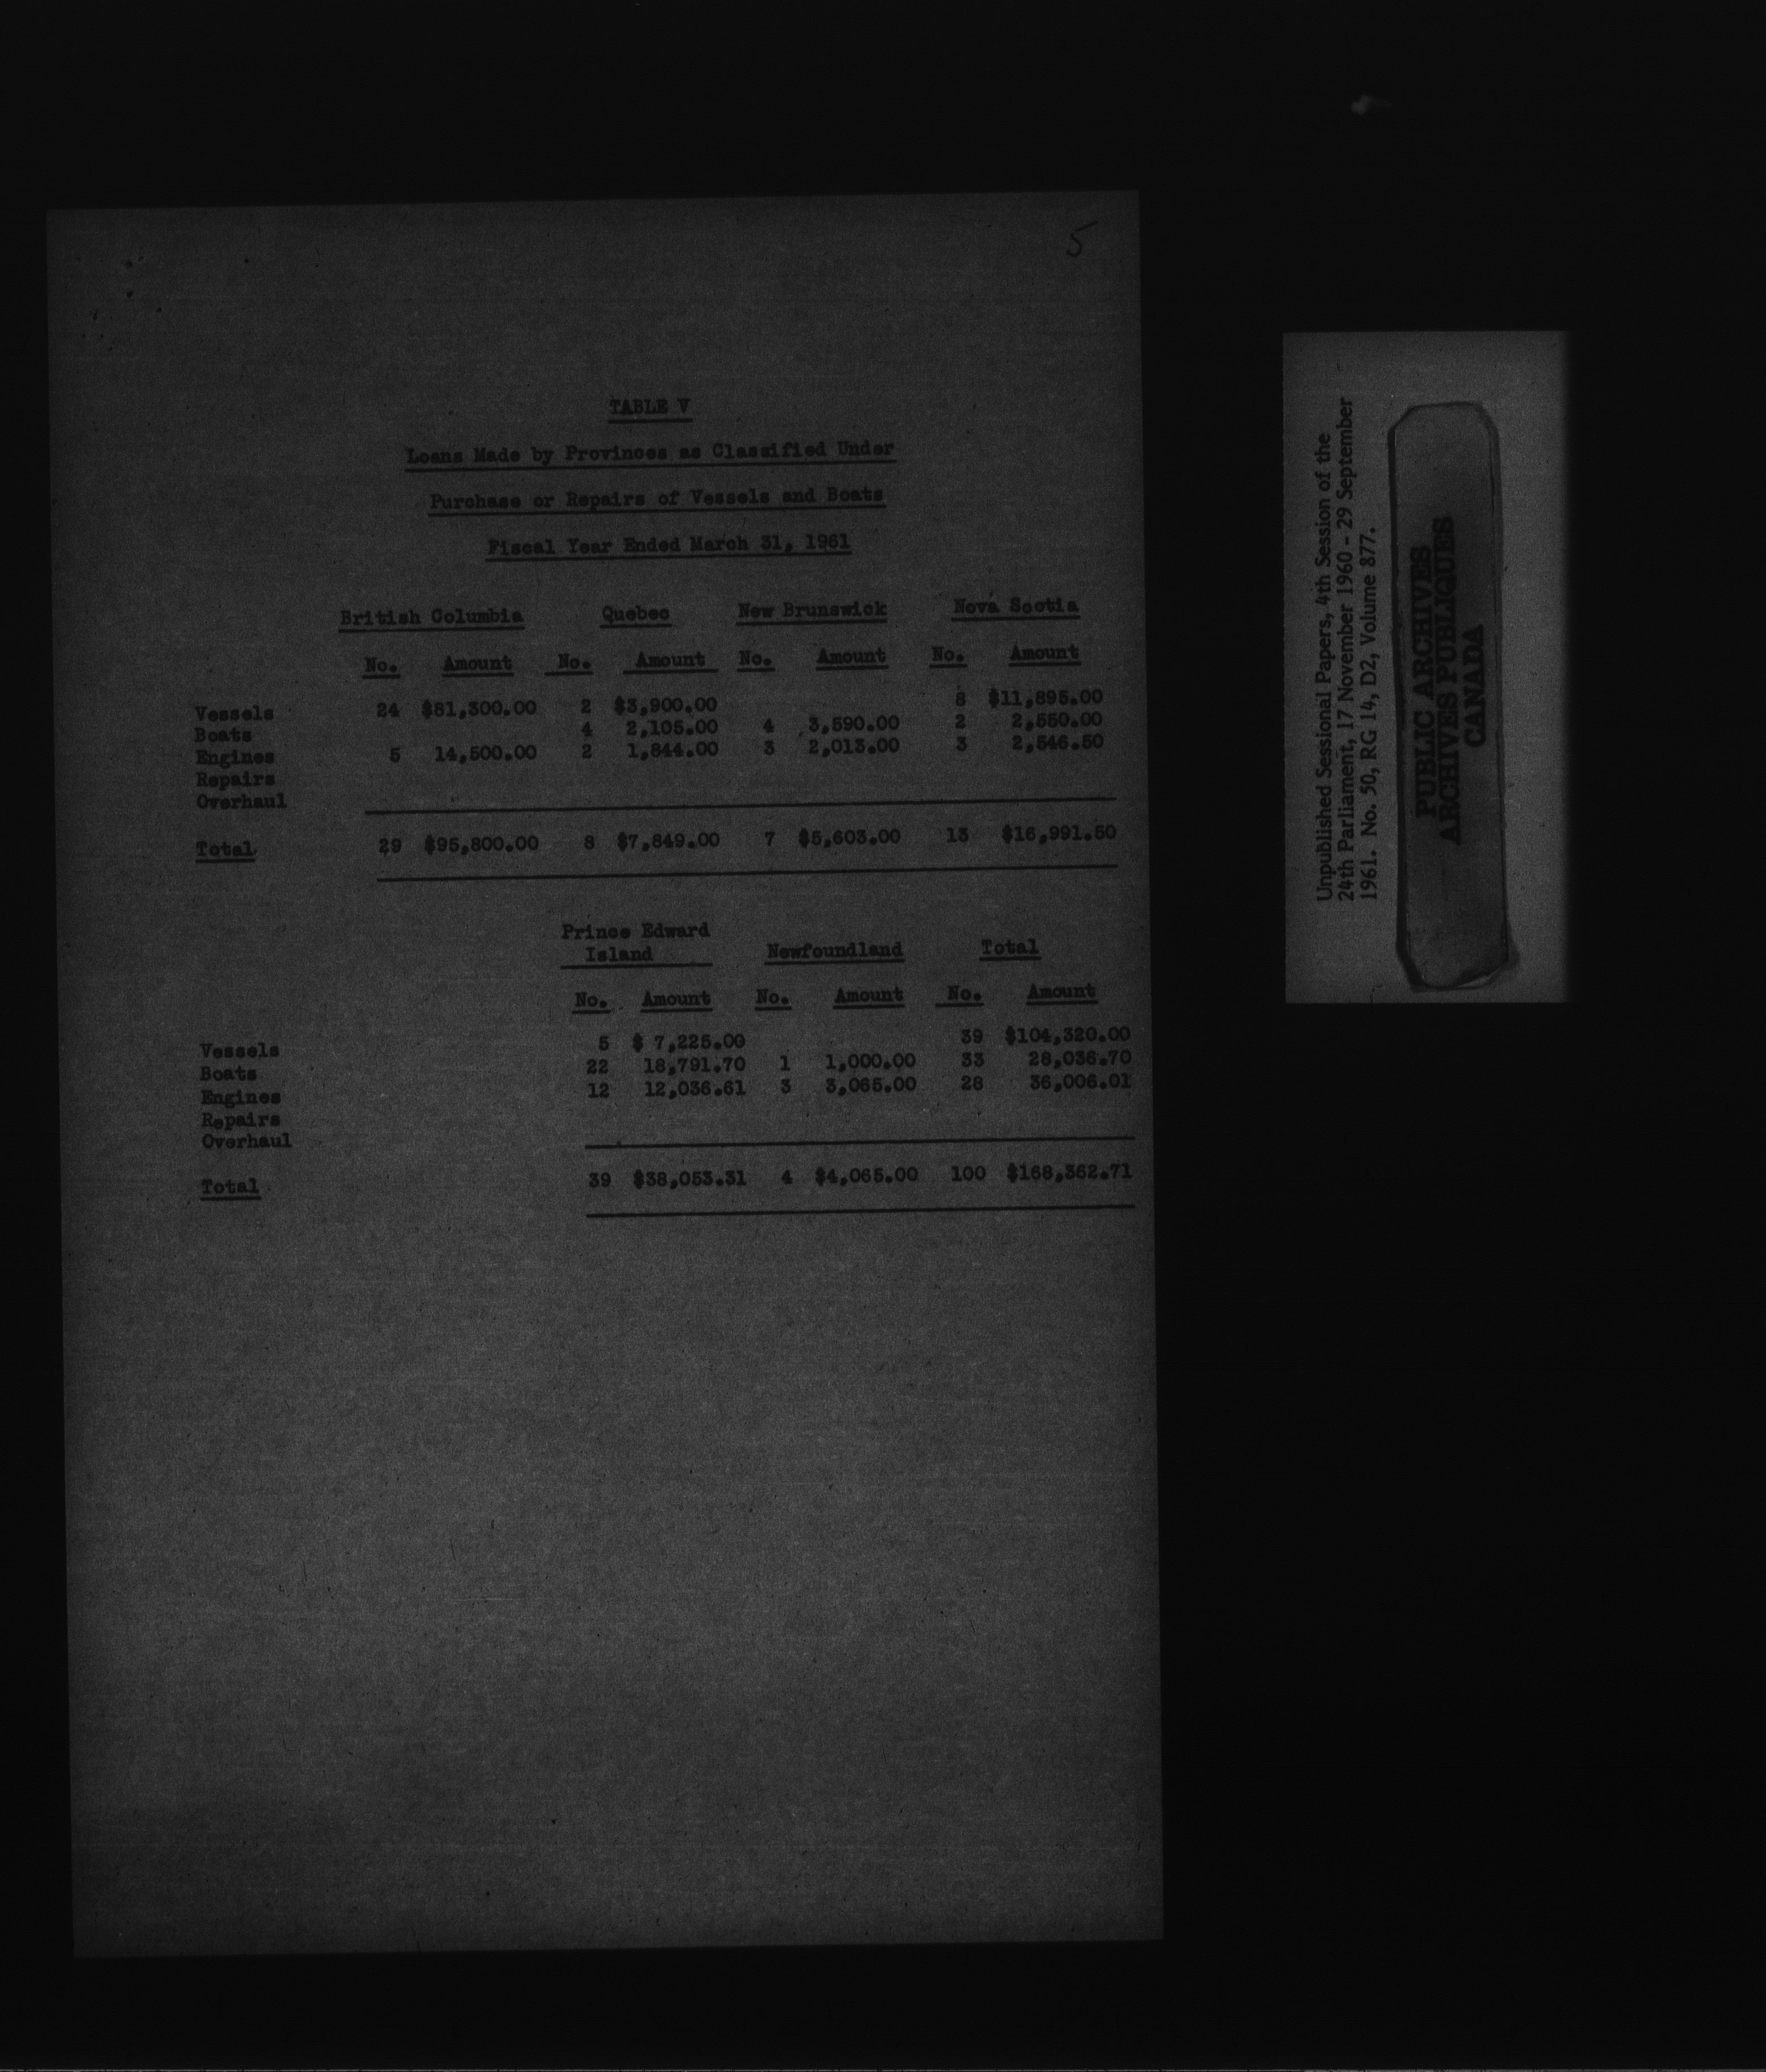 5
TABLE V
Loans Made by Provinces as Classified Under
Purchase or Repairs of Vessels and Boats
Fiscal Year Ended March 31, 1961
British Columbia Quebec New Brunswick Nova Scotia
No. Amount No. Amount No. Amount No. Amount
Vessels 24 $81,300.00 2 $3,900.00 8 $11,895.00
Boats 4 2,105.00 4 3,590.00 2 2,550.00
Engines 5 14,500.00 2 1,844.00 3 2,013.00 3 2,546.50
Repairs
Overhaul
Total 29 $95,800.00 8 $7,849.00 7 $5,603.00 13 $16,991.50
Prince Edward
Island Newfoundland Total
No. Amount No. Amount No. Amount
Vessels 5 $ 7,225.00 39 $104,320.00
Boats 22 18,791.70 1 1,000.00 33 28,036.70
Engines 12 12,036.61 3 3,065.00 28 36,006.01
Repairs
Overhaul
Total 39 $38,053.31 4 $4,065.00 100 $168,362.71
Unpublished Sessional Papers, 4th Session of the
24th Parliament, 17 November 1960 - 29 September
1961. No. 50, RG 14, D2, Volume 877.
PUBLIC ARCHIVES
ARCHIVES PUBLIQUES
CANADA